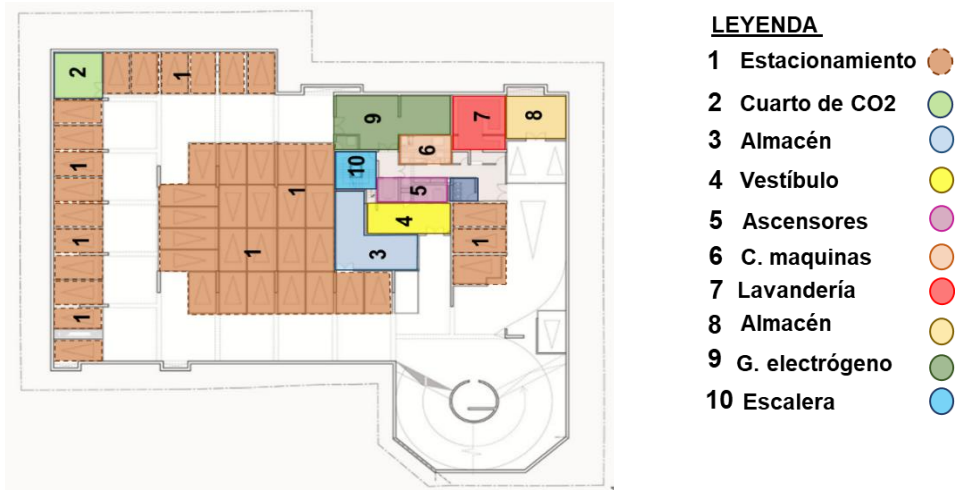 LEYENDA
1 Estacionamiento
2 Cuarto de CO2
3 Almacén
4 Vestíbulo
5 Ascensores
6 C. maquinas
7 Lavandería
8 Almacén
9 G. electrógeno
10 Escalera
2
1
1
9
7
8
6
10
1
5
4
1
1
1
3
1